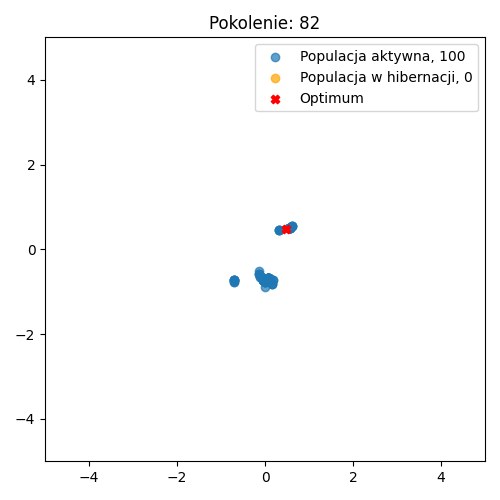 Pokolenie: 82
Populacja aktywna, 100
Populacja w hibernacji, 0
Optimum
4
2
0
−2
−4
−4 −2 0 2 4